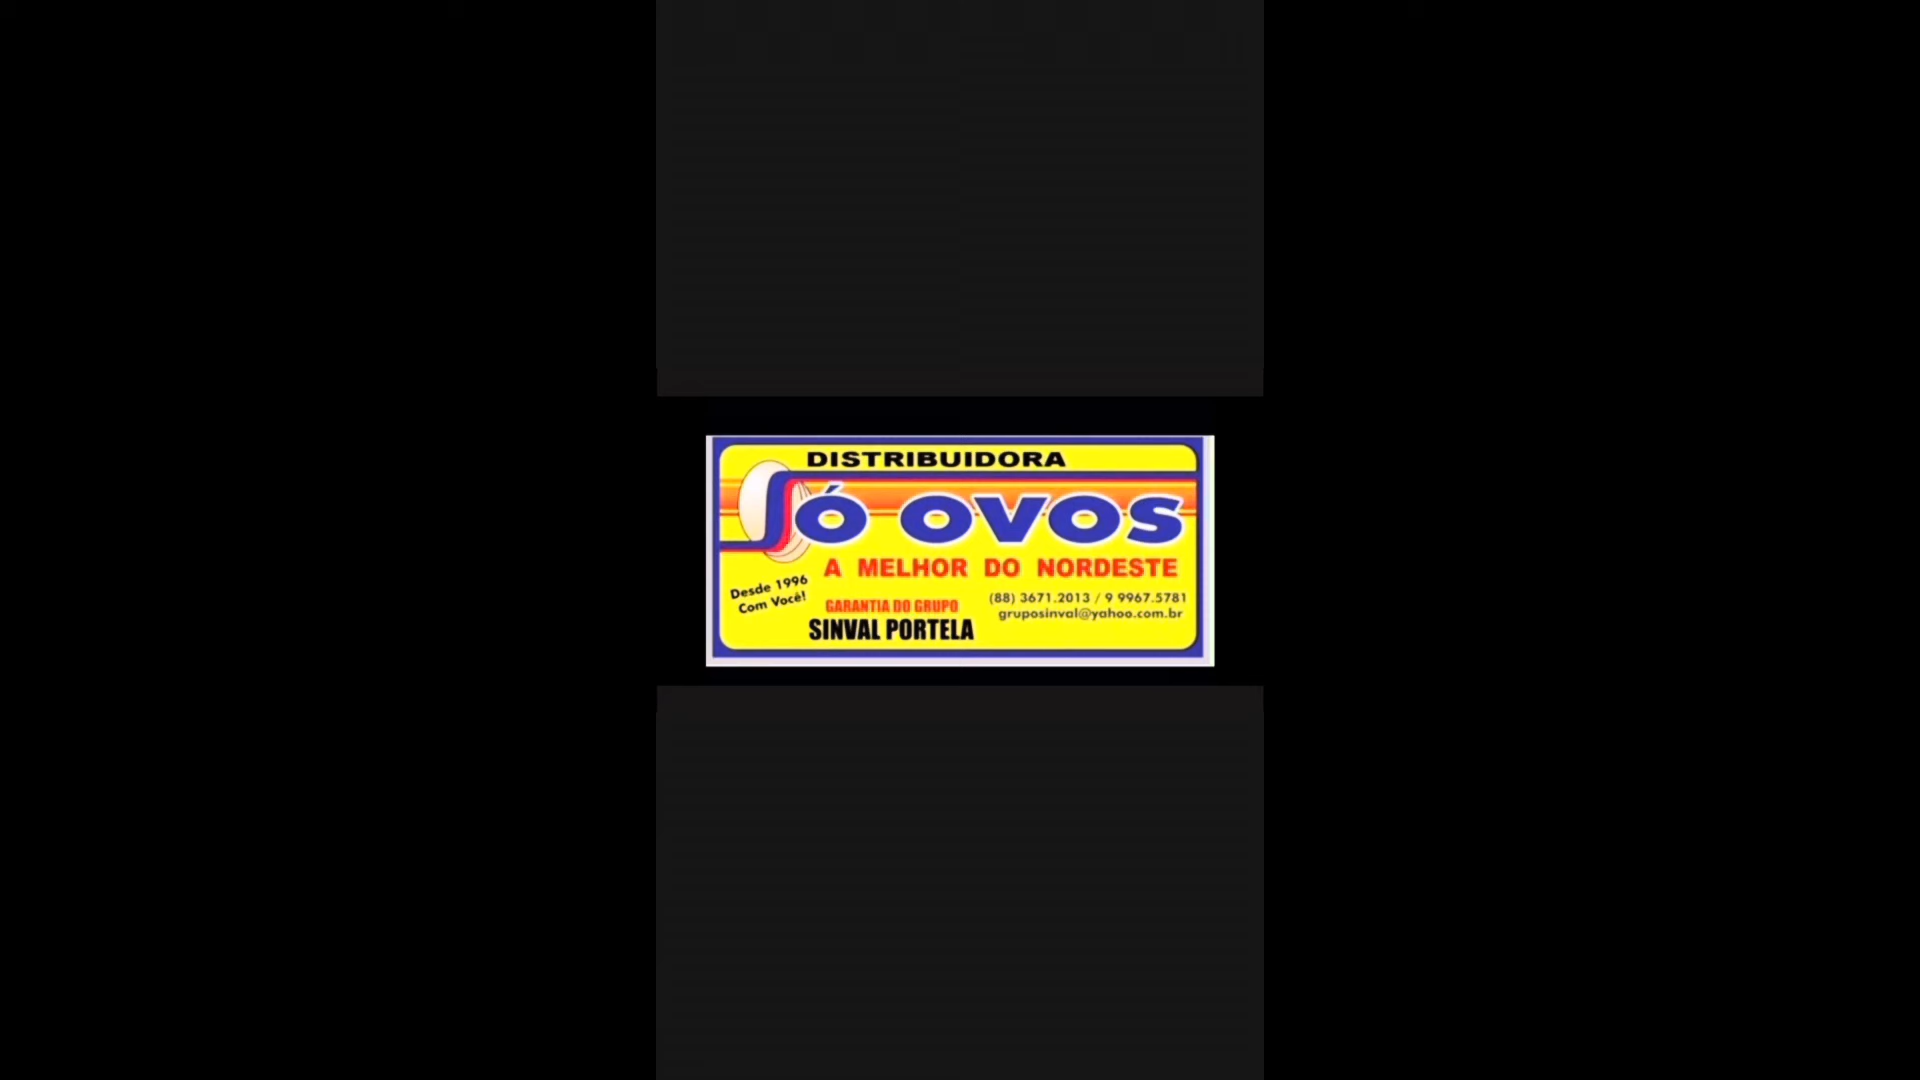 DISTRIBUIDORA
SÓ OVOS
A MELHOR DO NORDESTE
Desde 1996
Com Você!
GARANTIA DO GRUPO
SINVAL PORTELA
(88) 3671.2013 / 9 9967.5781
gruposinval@yahoo.com.br